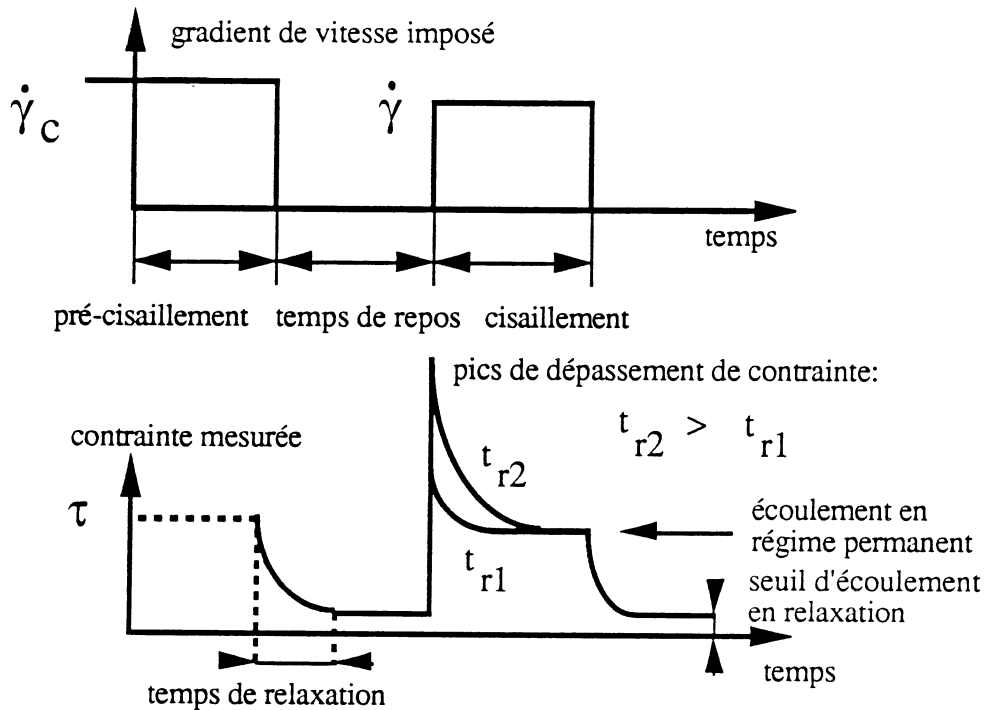 gradient de vitesse imposé
γ̇c
γ̇
temps
pré-cisaillement temps de repos cisaillement
pics de dépassement de contrainte:
tr2 > tr1
contrainte mesurée
τ
tr2
tr1
écoulement en
régime permanent
seuil d'écoulement
en relaxation
temps
temps de relaxation